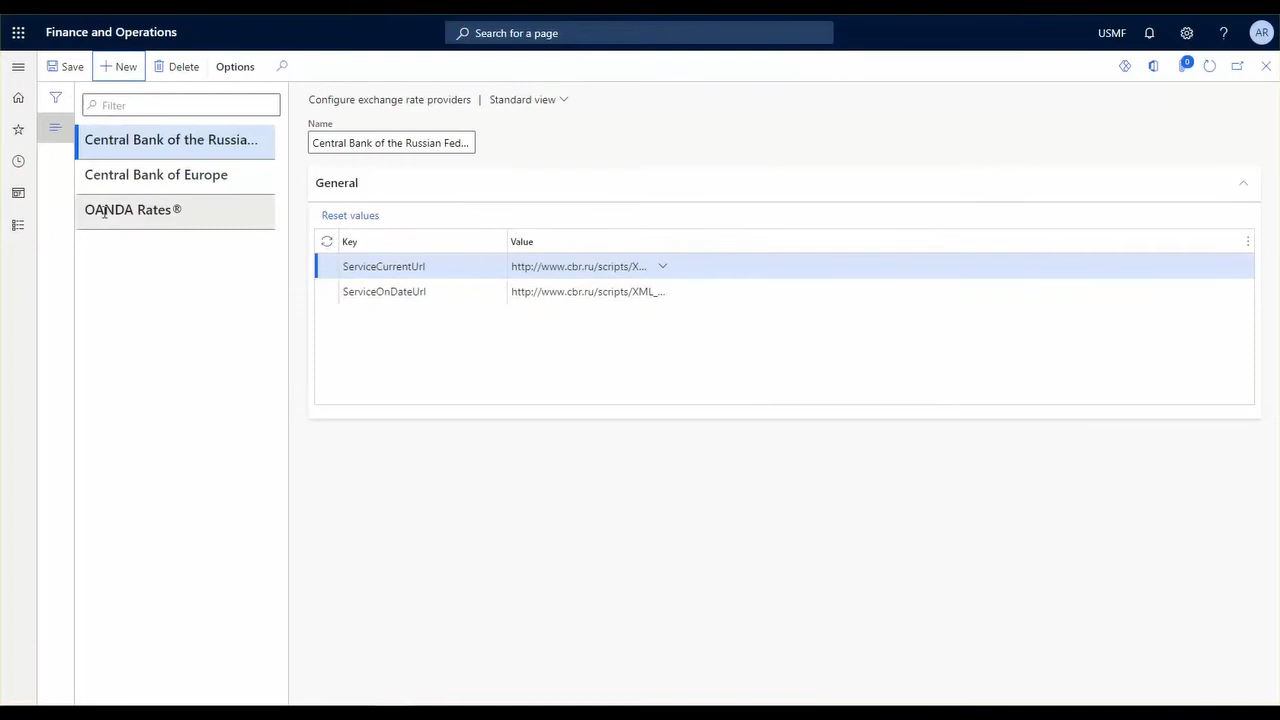 Finance and Operations
Search for a page
USMF
AR
Save
New
Delete
Options
0
Filter
Central Bank of the Russia...
Central Bank of Europe
OANDA Rates®
Configure exchange rate providers | Standard view
Name
Central Bank of the Russian Fed...
General
Reset values
Key Value
ServiceCurrentUrl http://www.cbr.ru/scripts/X...
ServiceOnDateUrl http://www.cbr.ru/scripts/XML_...